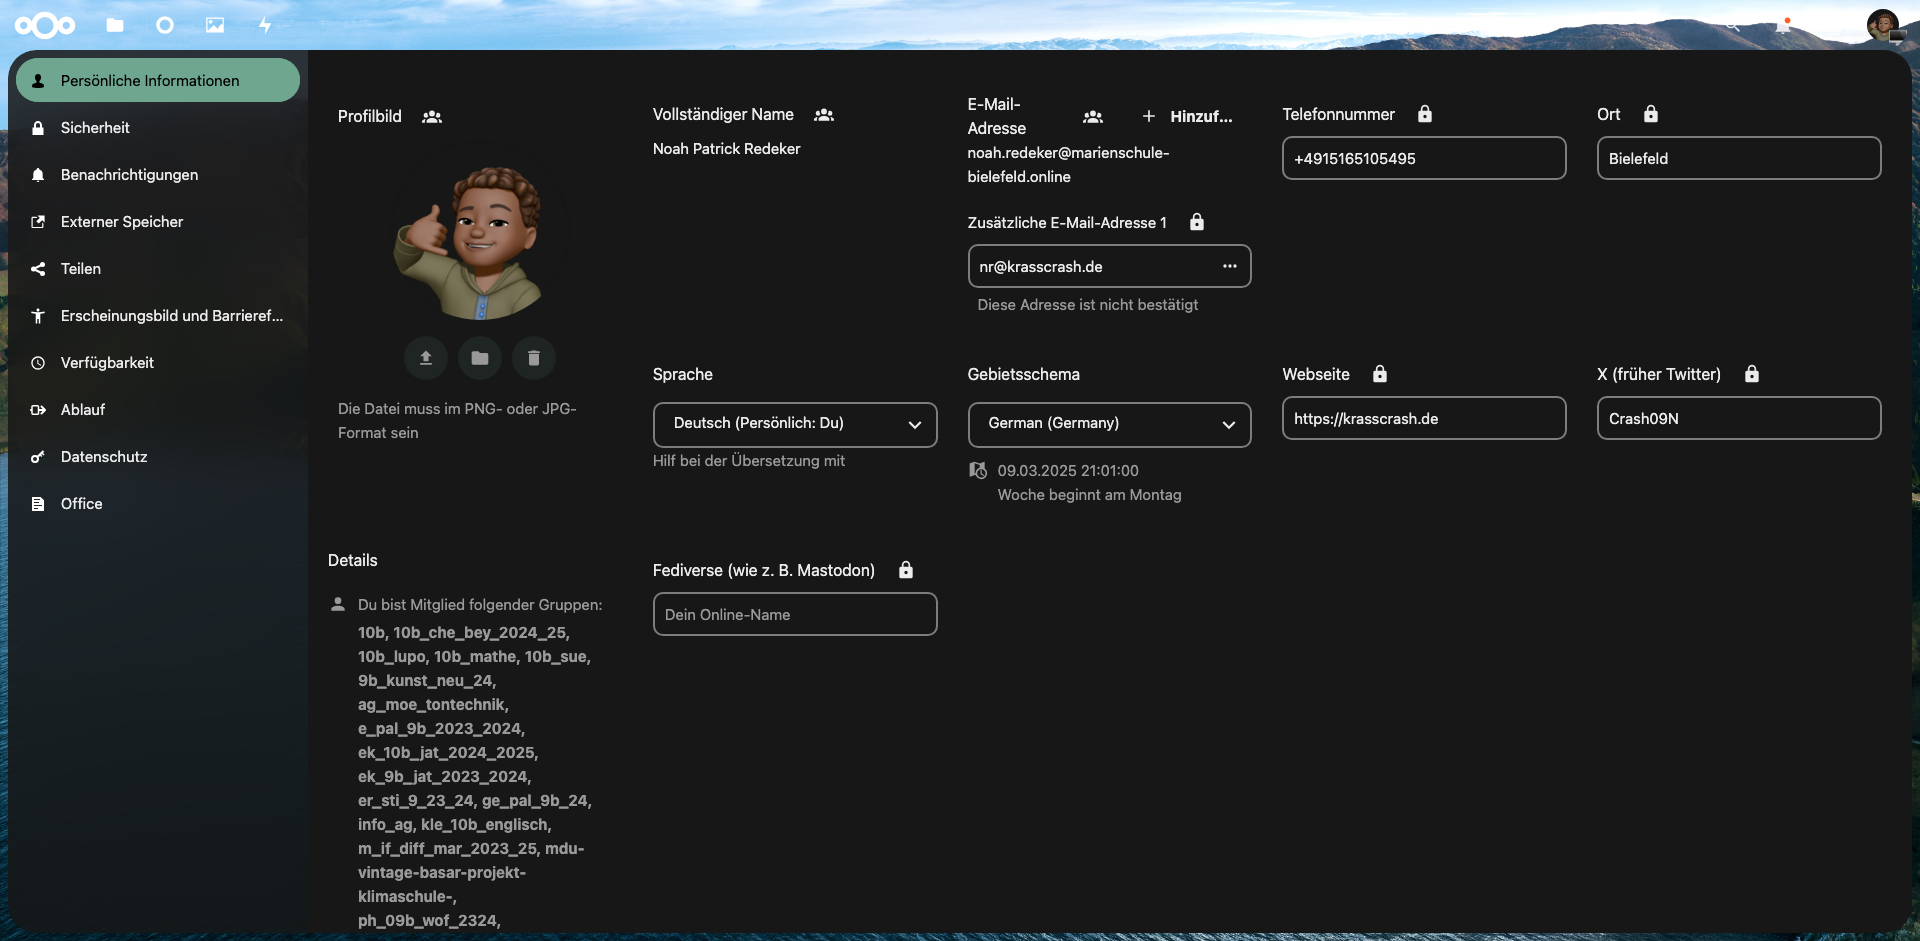 Persönliche Informationen
Sicherheit
Benachrichtigungen
Externer Speicher
Teilen
Erscheinungsbild und Barrieref...
Verfügbarkeit
Ablauf
Datenschutz
Office
Profilbild
Die Datei muss im PNG- oder JPG-
Format sein
Vollständiger Name
Noah Patrick Redeker
E-Mail-
Adresse
Hinzuf...
noah.redeker@marienschule-
bielefeld.online
Zusätzliche E-Mail-Adresse 1
nr@krasscrash.de
Diese Adresse ist nicht bestätigt
Telefonnummer
+4915165105495
Ort
Bielefeld
Sprache
Deutsch (Persönlich: Du)
Hilf bei der Übersetzung mit
Gebietsschema
German (Germany)
09.03.2025 21:01:00
Woche beginnt am Montag
Webseite
https://krasscrash.de
X (früher Twitter)
Crash09N
Details
Du bist Mitglied folgender Gruppen:
10b, 10b_che_bey_2024_25,
10b_lupo, 10b_mathe, 10b_sue,
9b_kunst_neu_24,
ag_moe_tontechnik,
e_pal_9b_2023_2024,
ek_10b_jat_2024_2025,
ek_9b_jat_2023_2024,
er_sti_9_23_24, ge_pal_9b_24,
info_ag, kle_10b_englisch,
m_if_diff_mar_2023_25, mdu-
vintage-basar-projekt-
klimaschule-,
ph_09b_wof_2324,
Fediverse (wie z. B. Mastodon)
Dein Online-Name